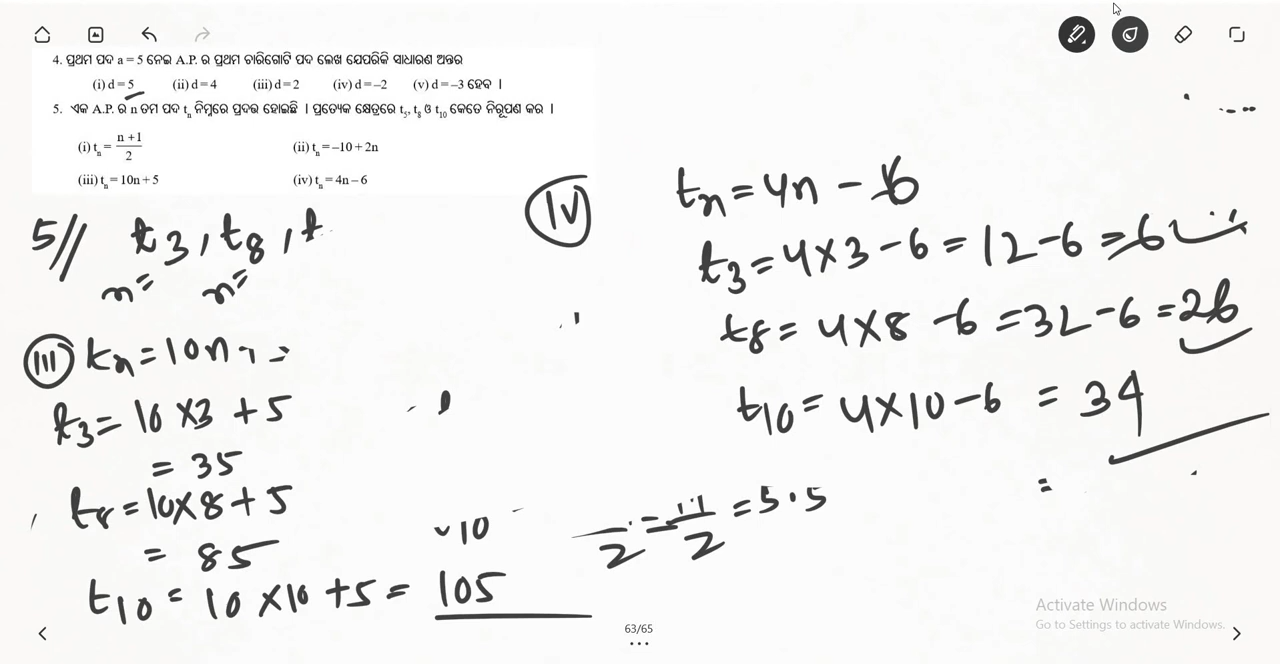 4. ପ୍ରଥମ ପଦ a = 5 ନେଇ A.P. ର ପ୍ରଥମ ଚାରିଗୋଟି ପଦ ଲେଖ ଯେପରିକି ସାଧାରଣ ଅନ୍ତର
(i) d = 5 (ii) d = 4 (iii) d = 2 (iv) d = –2 (v) d = –3 ହେବ ।
5. ଏକ A.P. ର n ତମ ପଦ tₙ ନିମ୍ନରେ ପ୍ରଦତ୍ତ ହୋଇଛି । ପ୍ରତ୍ୟେକ କ୍ଷେତ୍ରରେ t₅, t₈ ଓ t₁₀ କେତେ ନିରୂପଣ କର ।
(i) tₙ = (n +1)/2 (ii) tₙ = –10 + 2n
(iii) tₙ = 10n + 5 (iv) tₙ = 4n – 6
5// t₃, t₈, t
n= n=
(III) tₙ = 10n
t₃ = 10 × 3 + 5
= 35
t₈ = 10 × 8 + 5
= 85
t₁₀ = 10 × 10 + 5 = 105
10
/2 = 11/2 = 5.5
(IV) tₙ = 4n – 6
t₃ = 4 × 3 – 6 = 12 – 6 = 6
t₈ = 4 × 8 – 6 = 32 – 6 = 26
t₁₀ = 4 × 10 – 6 = 34
=
Activate Windows
Go to Settings to activate Windows.
63/65